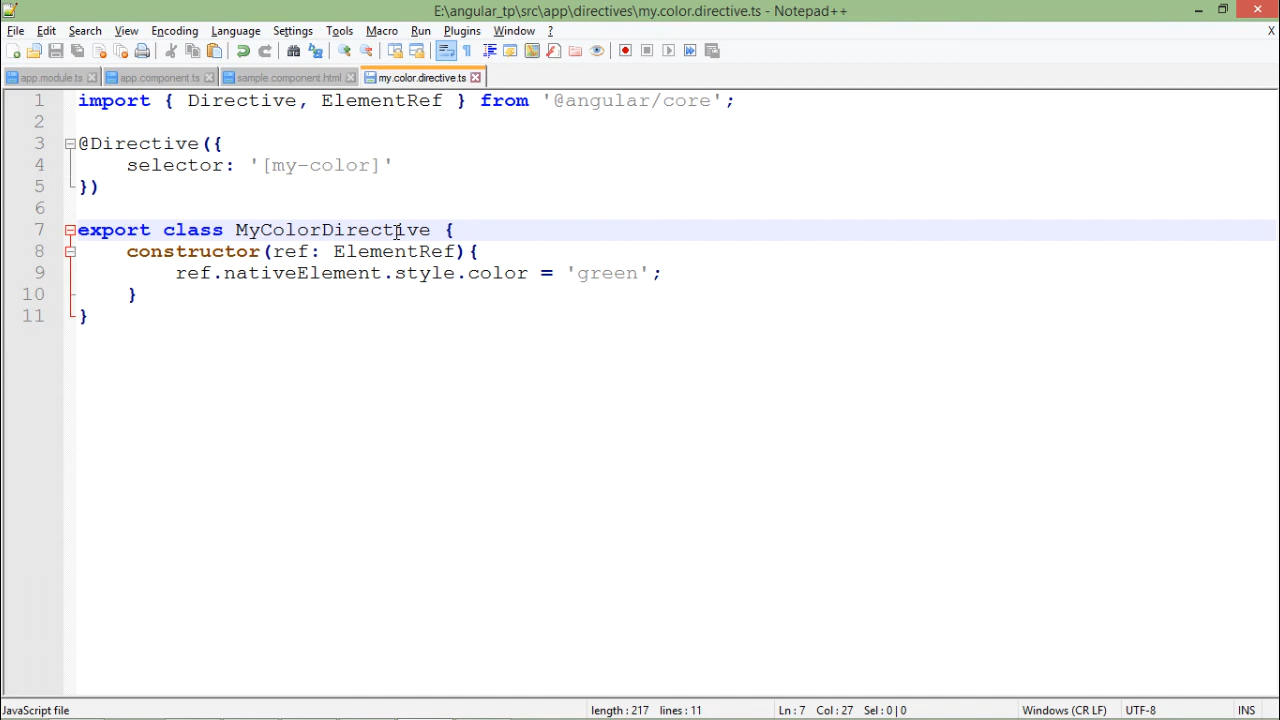 E:\angular_tp\src\app\directives\my.color.directive.ts - Notepad++
File Edit Search View Encoding Language Settings Tools Macro Run Plugins Window ? X
app.module.ts app.component.ts sample.component.html my.color.directive.ts
1 import { Directive, ElementRef } from '@angular/core';
2
3 @Directive({
4 selector: '[my-color]'
5 })
6
7 export class MyColorDirective {
8 constructor(ref: ElementRef){
9 ref.nativeElement.style.color = 'green';
10 }
11 }
JavaScript file length : 217 lines : 11 Ln : 7 Col : 27 Sel : 0 | 0 Windows (CR LF) UTF-8 INS